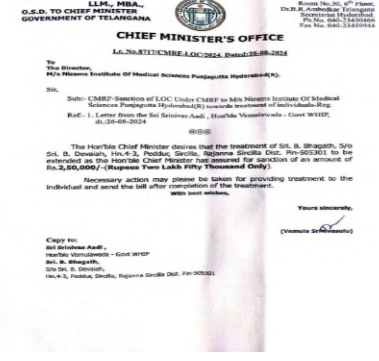 LLM., MBA.,
O.S.D. TO CHIEF MINISTER
GOVERNMENT OF TELANGANA
Room No.30, 6th Floor,
Dr.B.R.Ambedkar Telangana
Secretariat Hyderabad.
Ph.No. 040-23450466
Fax. 040-23459944
CHIEF MINISTER'S OFFICE
Lr. No.8717/CMRF-LOC/2024, Dated:28-08-2024
To
The Director,
M/s Nizams Institute Of Medical Sciences Punjagutta Hyderabad(R).
Sir,
Sub:- CMRF-Sanction of LOC Under CMRF to M/s Nizams Institute Of Medical
Sciences Punjagutta Hyderabad(R) towards treatment of individuals-Reg.
Ref:- 1. Letter from the Sri Srinivas Aadi , Hon'ble Vemulawada - Govt WHIP,
dt.:26-08-2024
@@@
The Hon'ble Chief Minister desires that the treatment of Sri. B. Bhagath, S/o
Sri. B. Devaiah, Hn.4-3, Peddur, Sircilla, Rajanna Sircilla Dist. Pin-505301 to be
extended as the Hon'ble Chief Minister has assured for sanction of an amount of
Rs.2,50,000/-(Rupees Two Lakh Fifty Thousand Only).
Necessary action may please be taken for providing treatment to the
individual and send the bill after completion of the treatment.
With best wishes,
Yours sincerely,
(Vemula Srinivasulu)
Copy to:
Sri Srinivas Aadi ,
Hon'ble Vemulawada - Govt WHIP
Sri. B. Bhagath,
S/o Sri. B. Devaiah,
Hn.4-3, Peddur, Sircilla, Rajanna Sircilla Dist. Pin-505301